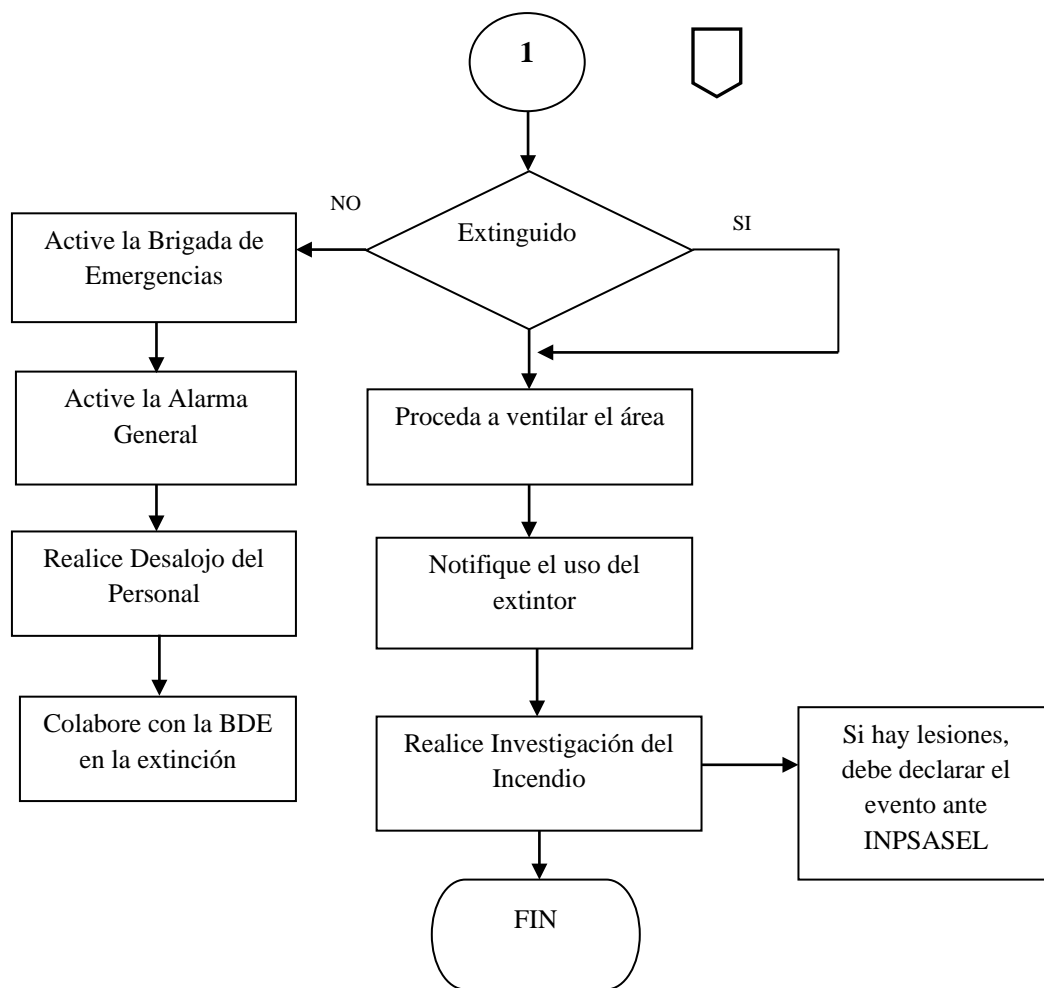 1
NO
SI
Extinguido
Active la Brigada de
Emergencias
Active la Alarma
General
Realice Desalojo del
Personal
Colabore con la BDE
en la extinción
Proceda a ventilar el área
Notifique el uso del
extintor
Realice Investigación del
Incendio
Si hay lesiones,
debe declarar el
evento ante
INPSASEL
FIN